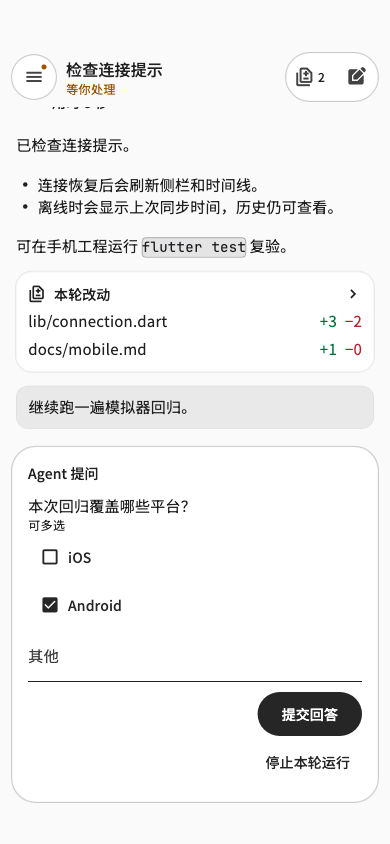 检查连接提示
等你处理
2
已检查连接提示。
• 连接恢复后会刷新侧栏和时间线。
• 离线时会显示上次同步时间，历史仍可查看。
可在手机工程运行 flutter test 复验。
本轮改动
lib/connection.dart +3 −2
docs/mobile.md +1 −0
继续跑一遍模拟器回归。
Agent 提问
本次回归覆盖哪些平台？
可多选
iOS
Android
其他
提交回答
停止本轮运行